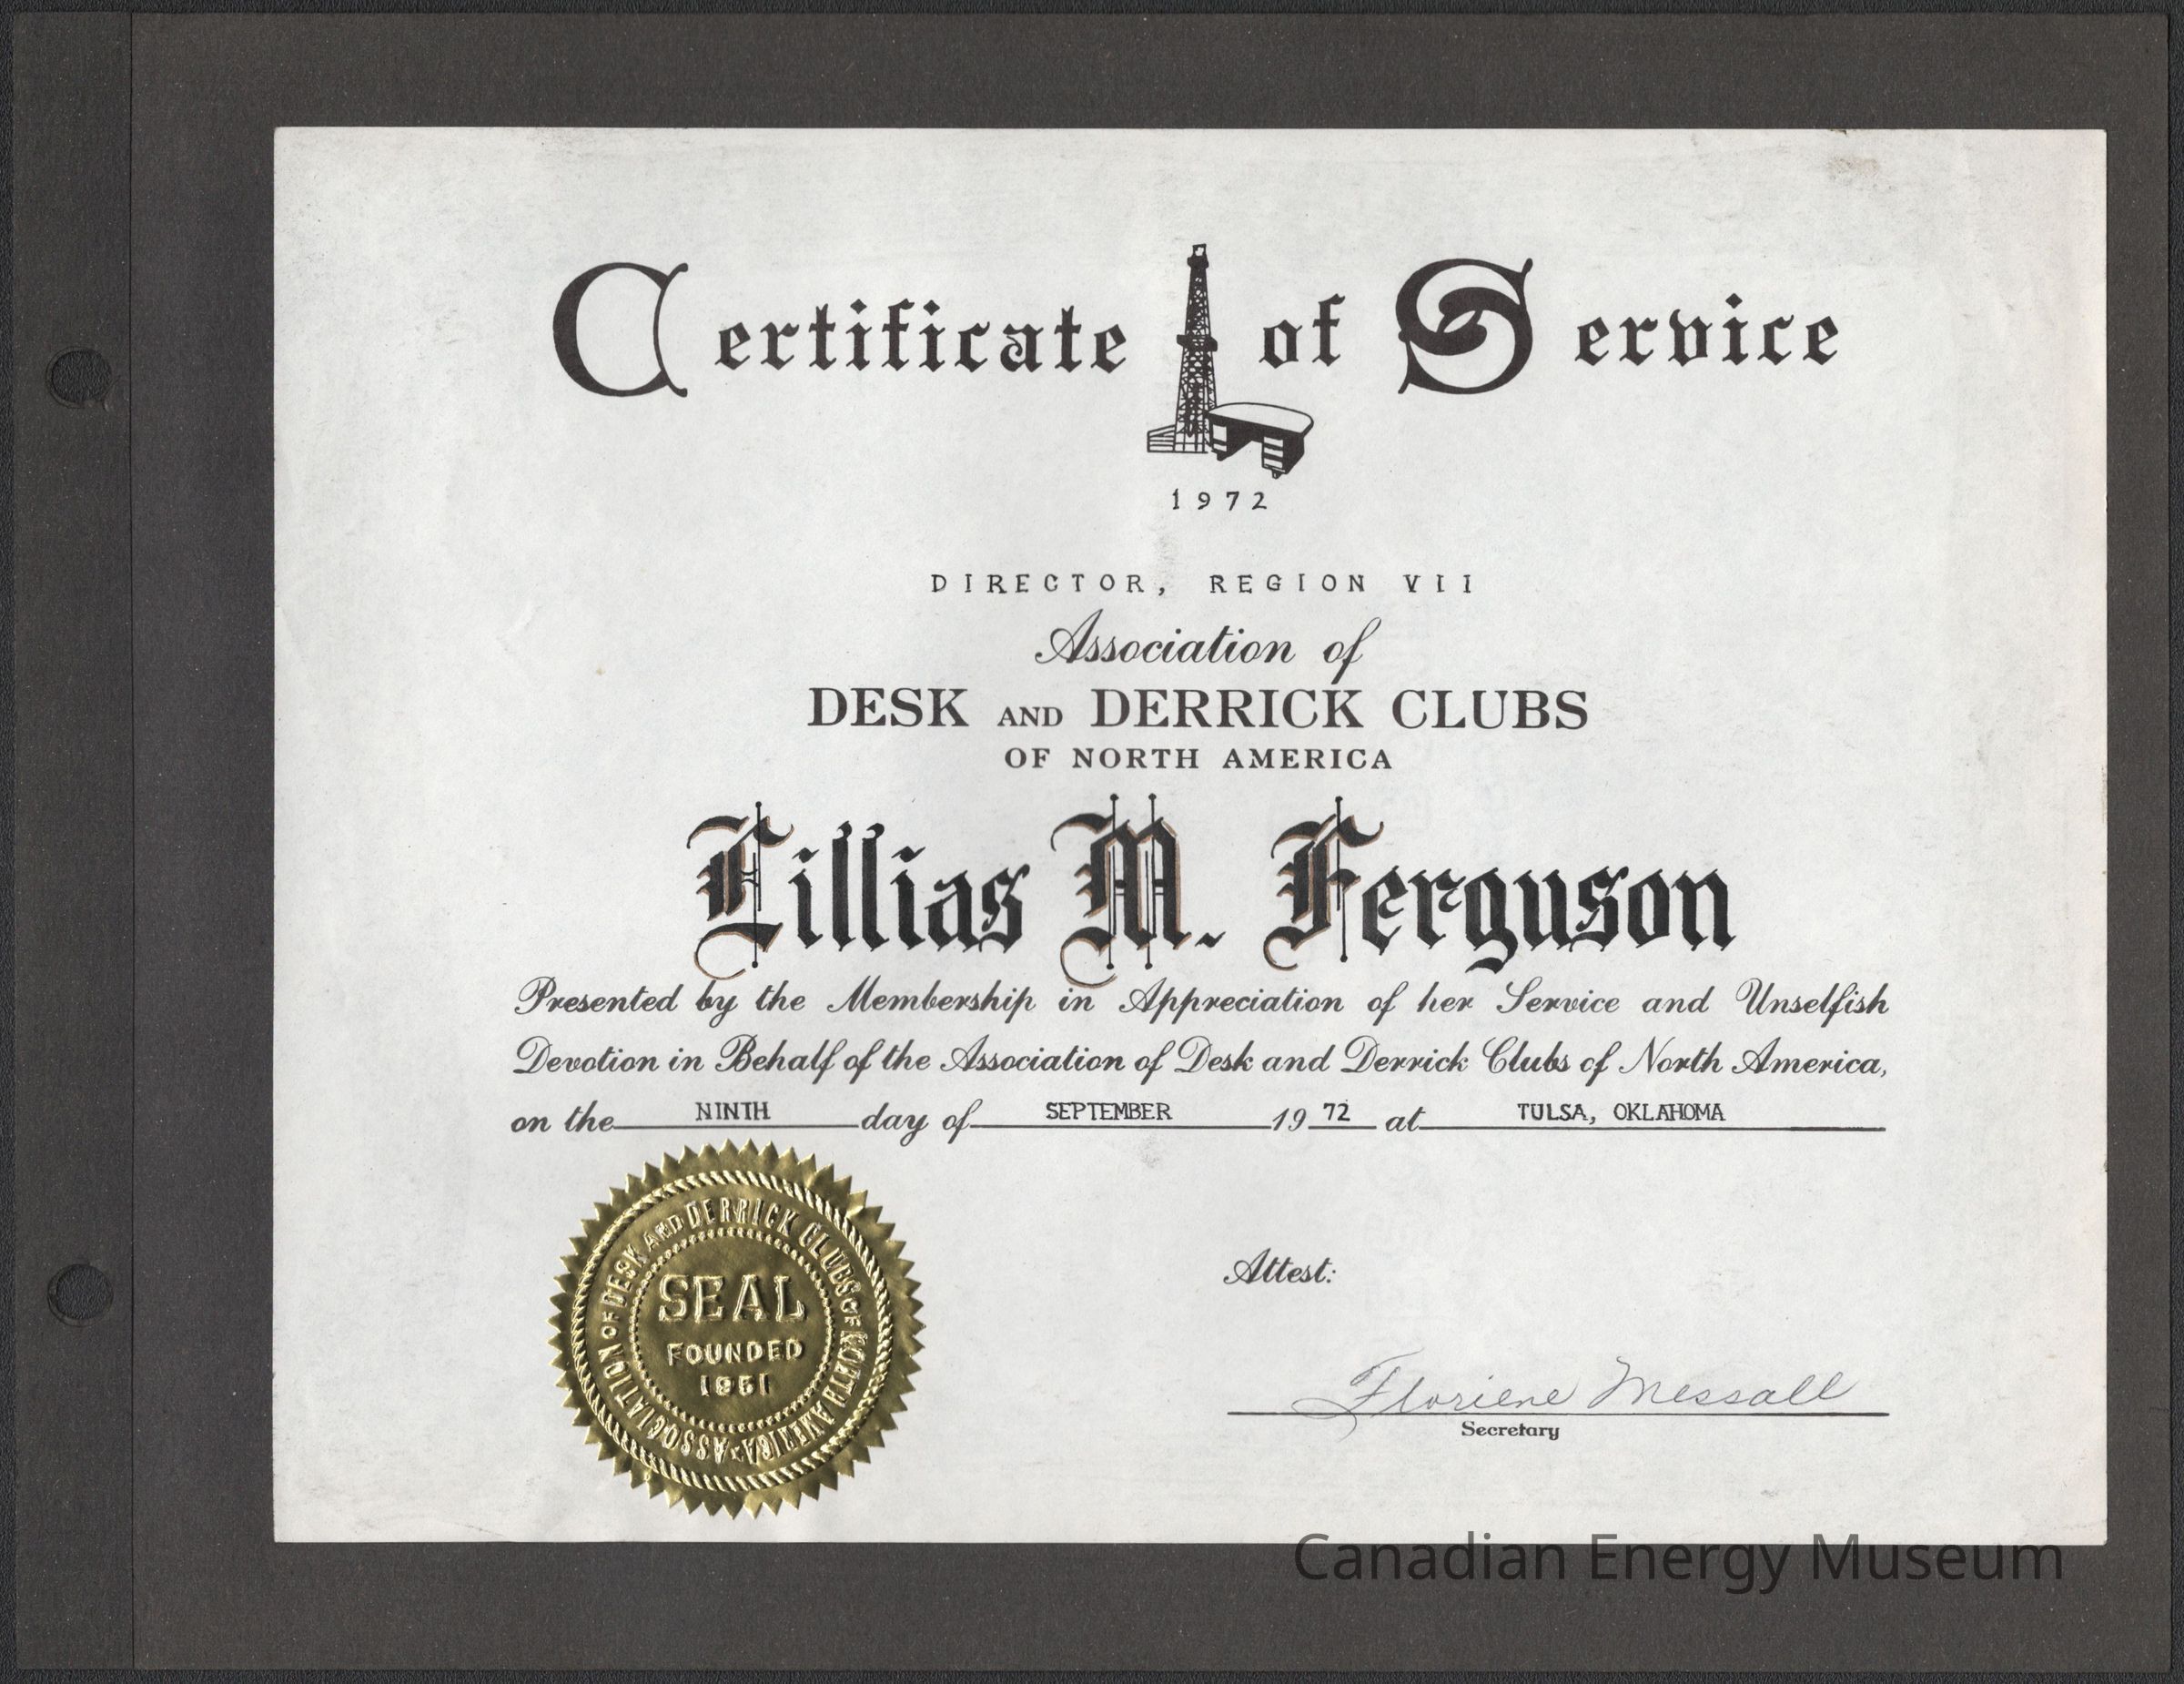 Certificate of Service
1972
DIRECTOR, REGION VII
Association of
DESK AND DERRICK CLUBS
OF NORTH AMERICA
Lillias M. Ferguson
Presented by the Membership in Appreciation of her Service and Unselfish
Devotion in Behalf of the Association of Desk and Derrick Clubs of North America,
on the NINTH day of SEPTEMBER 1972 at TULSA, OKLAHOMA
ASSOCIATION OF DESK AND DERRICK CLUBS OF NORTH AMERICA
SEAL
FOUNDED
1951
Attest:
Floriene Messall
Secretary
Canadian Energy Museum